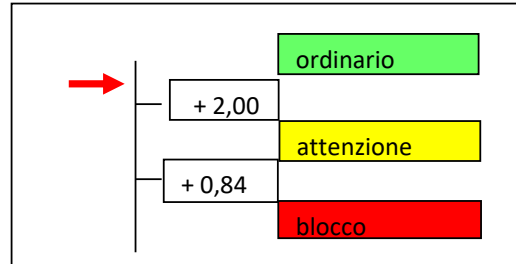 ordinario
+ 2,00
attenzione
+ 0,84
blocco